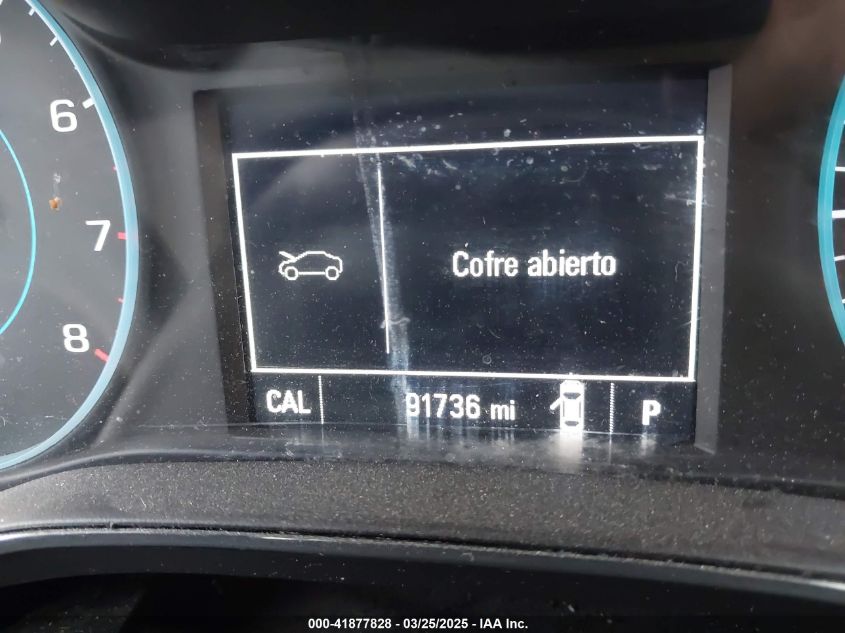 6
7
8
Cofre abierto
CAL 91736 mi P
000-41877828 - 03/25/2025 - IAA Inc.